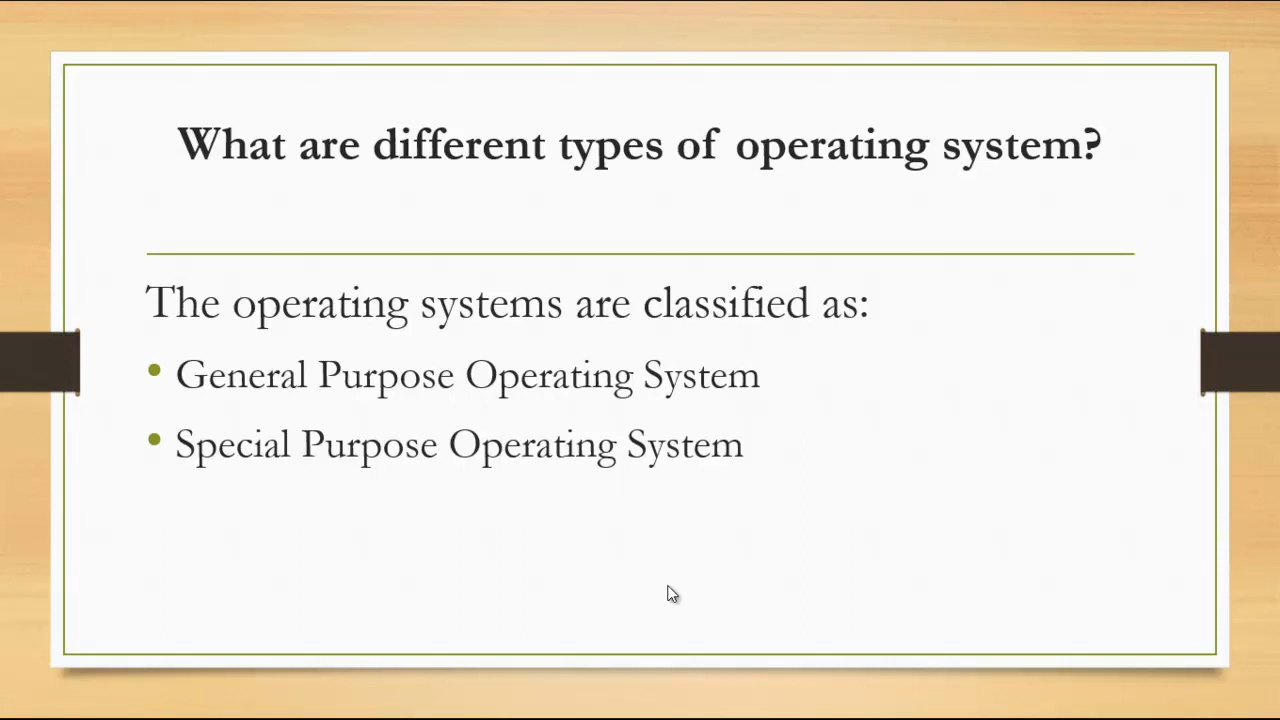 What are different types of operating system?
The operating systems are classified as:
• General Purpose Operating System
• Special Purpose Operating System